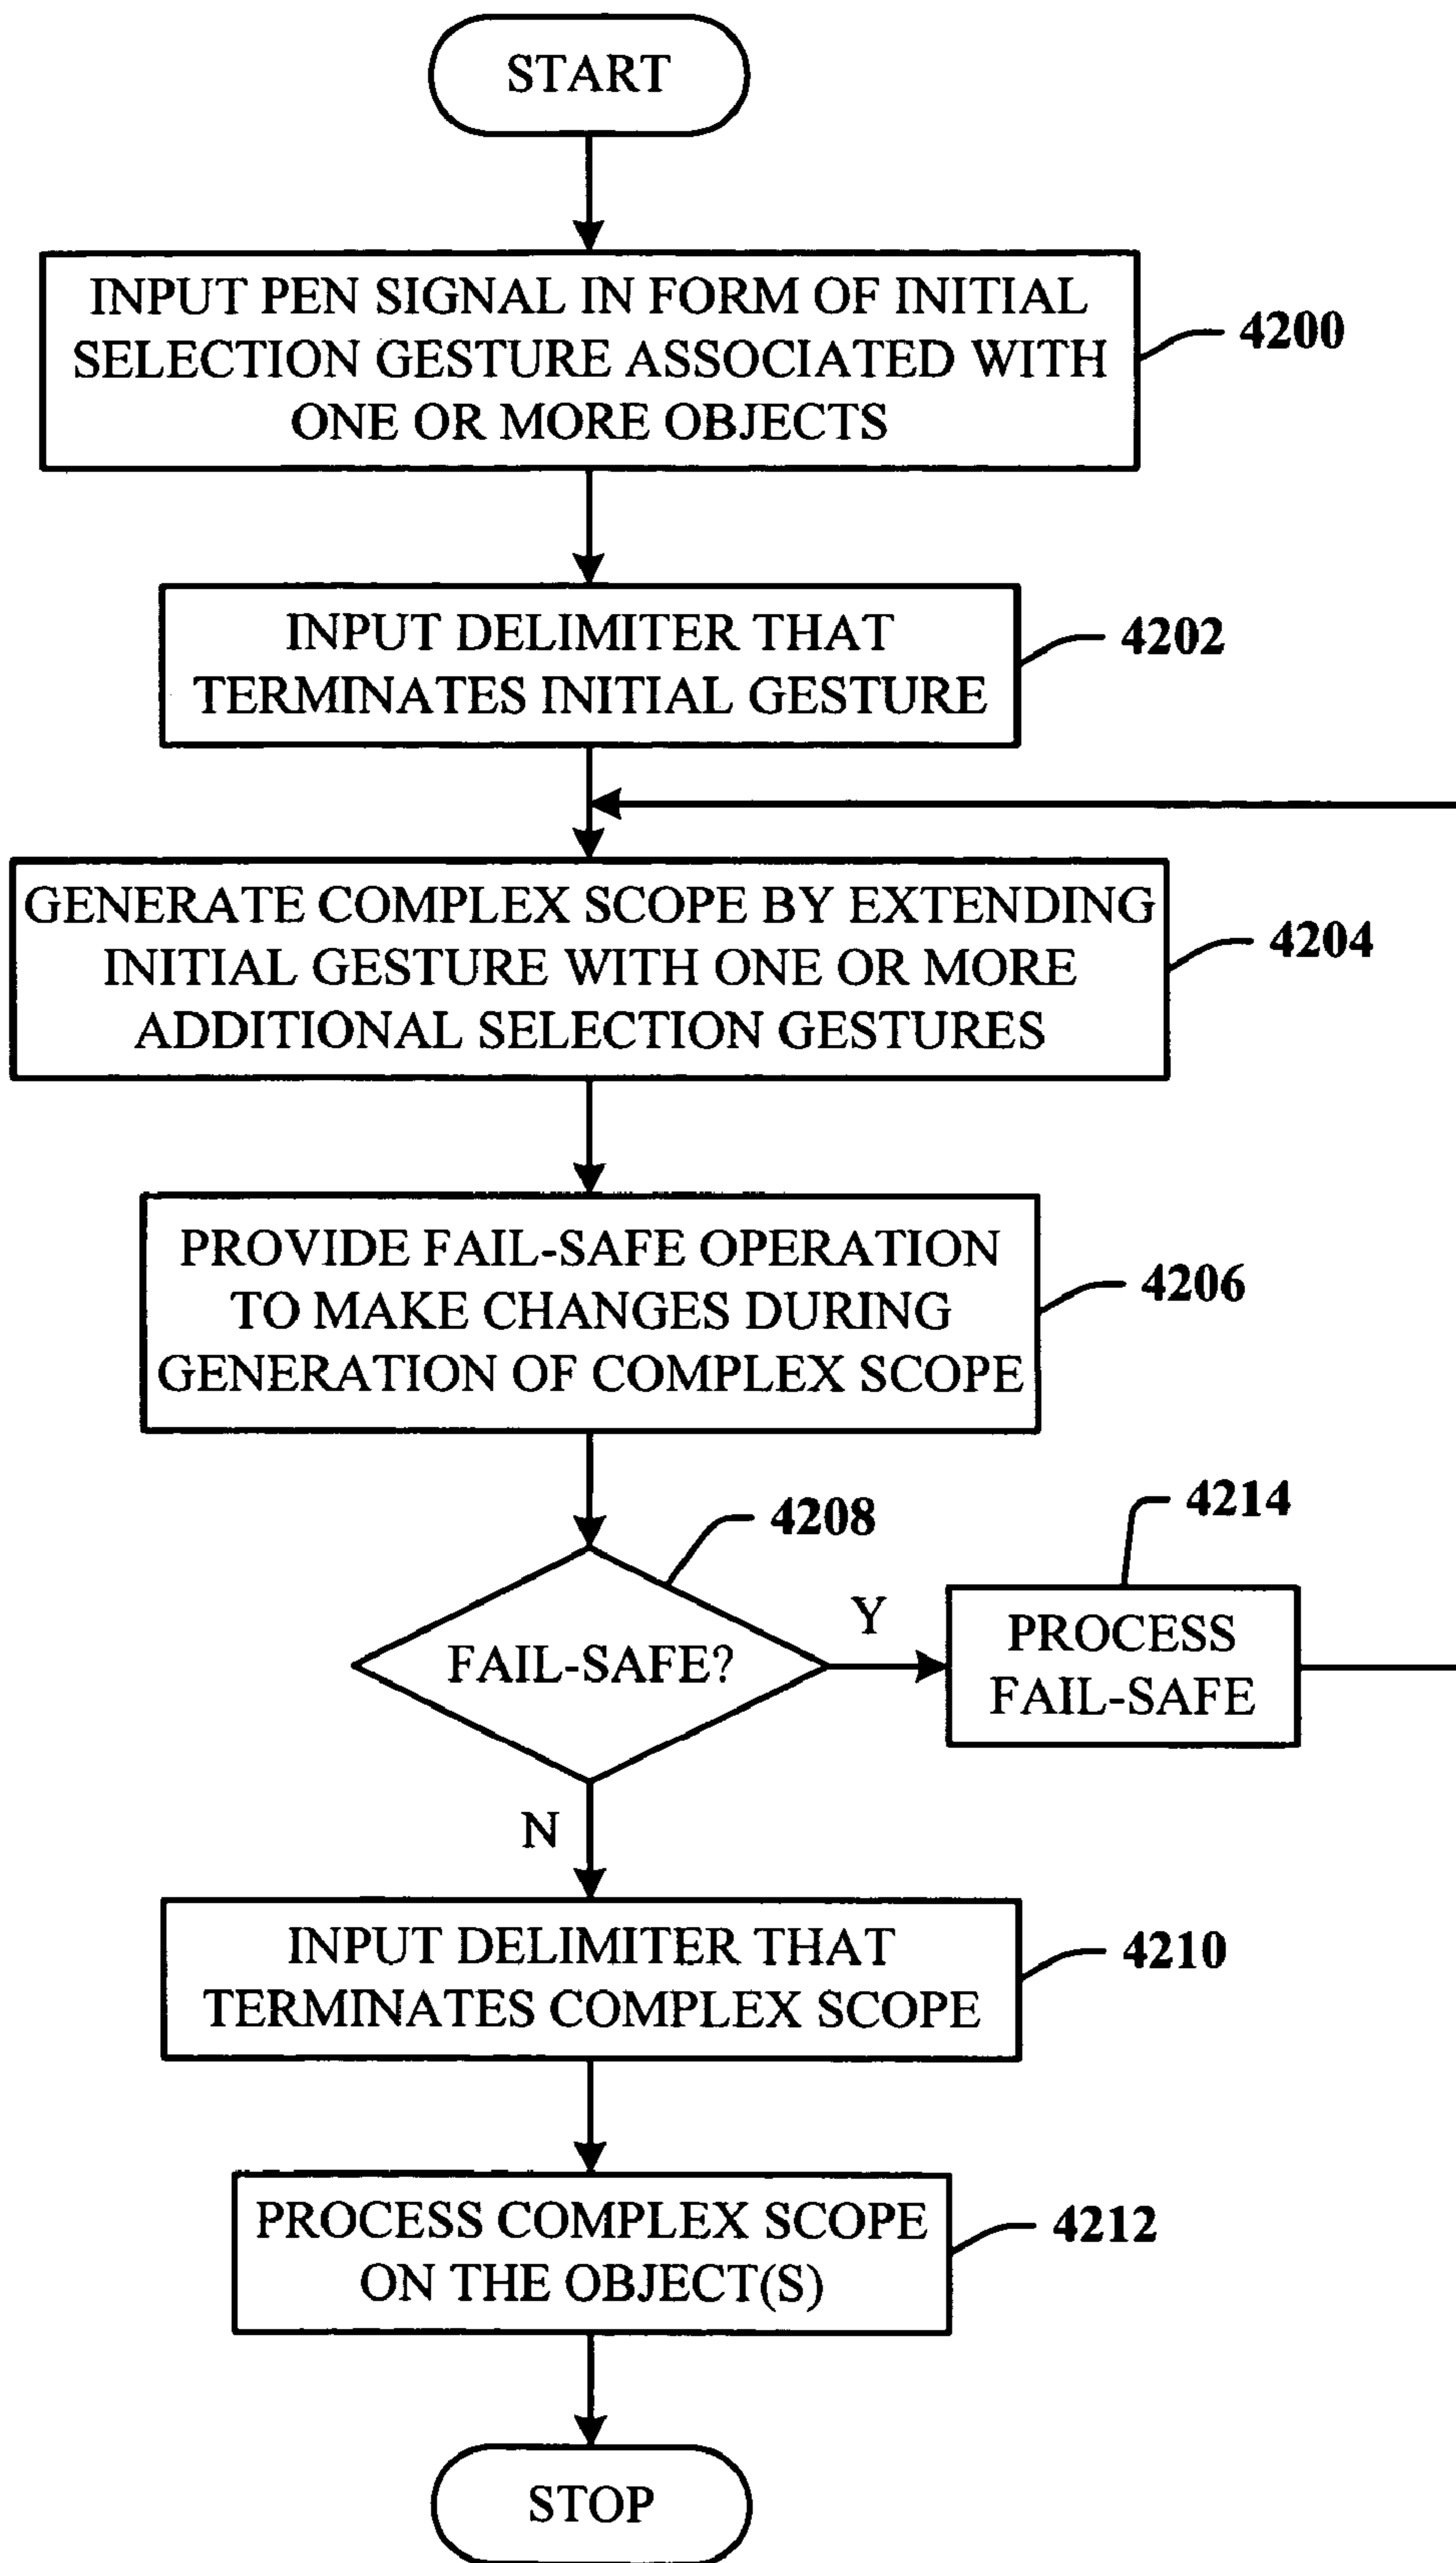 START
INPUT PEN SIGNAL IN FORM OF INITIAL
SELECTION GESTURE ASSOCIATED WITH
ONE OR MORE OBJECTS
4200
INPUT DELIMITER THAT
TERMINATES INITIAL GESTURE
4202
GENERATE COMPLEX SCOPE BY EXTENDING
INITIAL GESTURE WITH ONE OR MORE
ADDITIONAL SELECTION GESTURES
4204
PROVIDE FAIL-SAFE OPERATION
TO MAKE CHANGES DURING
GENERATION OF COMPLEX SCOPE
4206
4208
FAIL-SAFE?
Y
4214
PROCESS
FAIL-SAFE
N
INPUT DELIMITER THAT
TERMINATES COMPLEX SCOPE
4210
PROCESS COMPLEX SCOPE
ON THE OBJECT(S)
4212
STOP